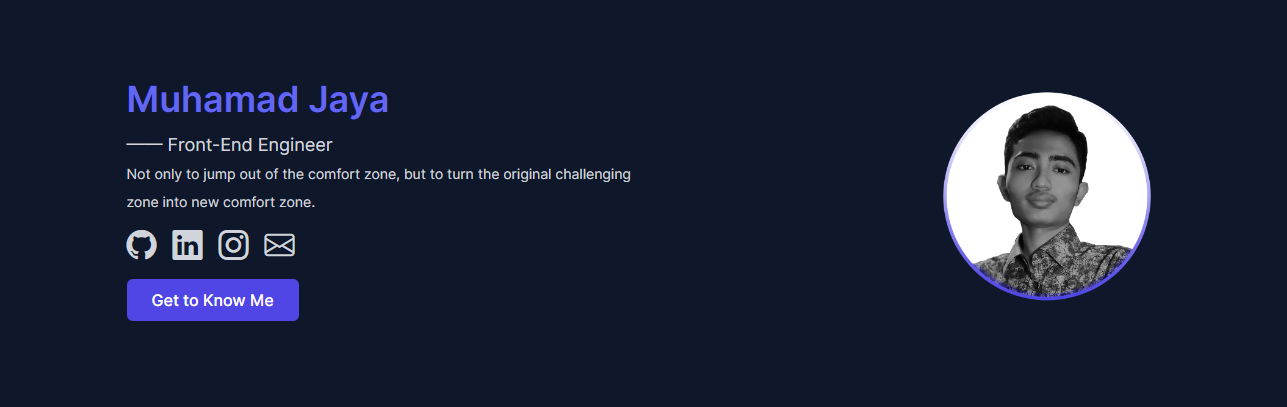 Muhamad Jaya
—— Front-End Engineer
Not only to jump out of the comfort zone, but to turn the original challenging
zone into new comfort zone.
in
Get to Know Me